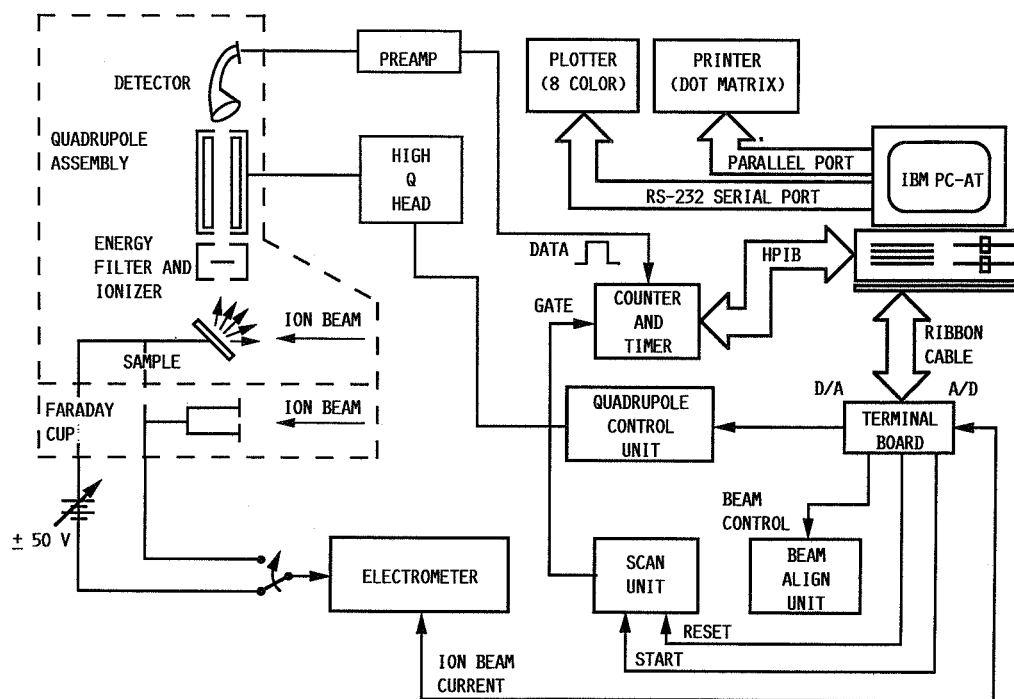 PREAMP
DETECTOR
QUADRUPOLE
ASSEMBLY
HIGH
Q
HEAD
ENERGY
FILTER AND
IONIZER
ION BEAM
SAMPLE
FARADAY
CUP
ION BEAM
± 50 V
ELECTROMETER
ION BEAM
CURRENT
PLOTTER
(8 COLOR)
PRINTER
(DOT MATRIX)
PARALLEL PORT
RS-232 SERIAL PORT
IBM PC-AT
DATA
HPIB
GATE
COUNTER
AND
TIMER
RIBBON
CABLE
D/A
A/D
QUADRUPOLE
CONTROL
UNIT
TERMINAL
BOARD
BEAM
CONTROL
SCAN
UNIT
BEAM
ALIGN
UNIT
RESET
START